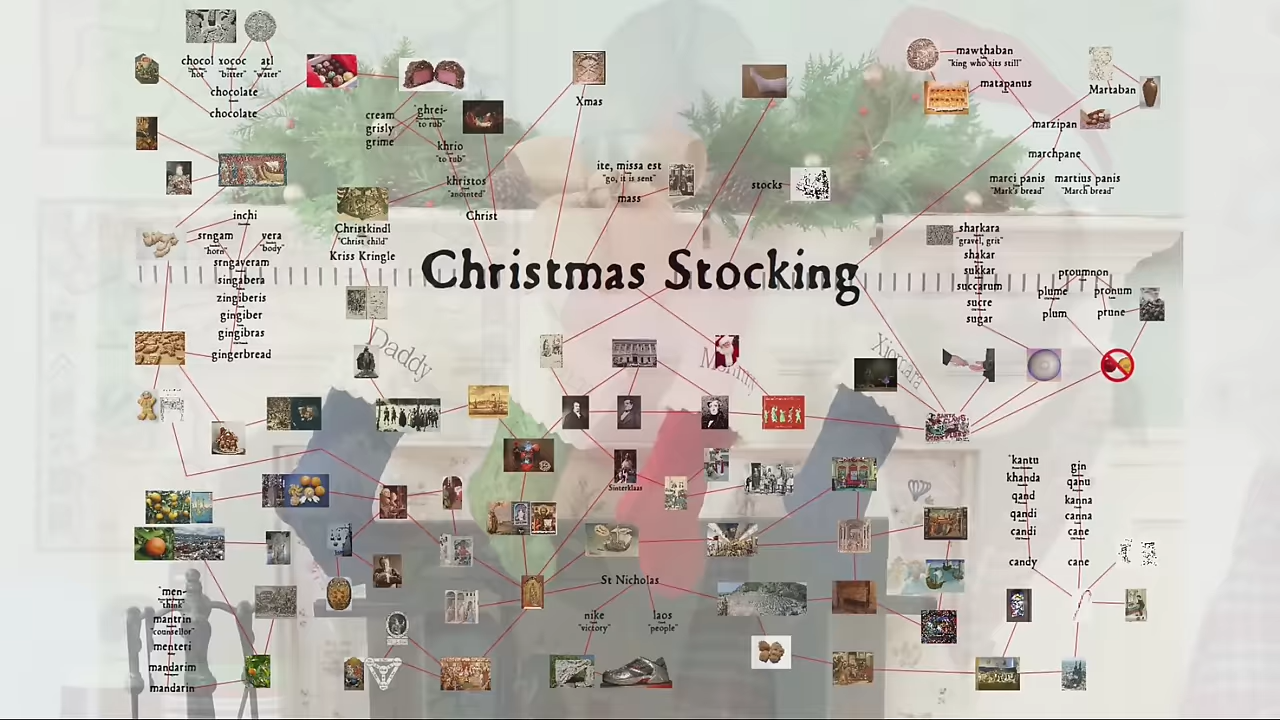 chocol xococ atl
"hot" "bitter" "water"
chocolate
chocolate
cream
grisly
grime
ghrei-
"to rub"
khrio
"to rub"
khristos
"anointed"
Christ
Christkindl
"Christ child"
Kriss Kringle
Xmas
ite, missa est
"go, it is sent"
mass
stocks
mawthaban
"king who sits still"
matapanus
Martaban
marzipan
marchpane
marci panis
"Mark's bread"
martius panis
"March bread"
inchi
srngam
"horn"
vera
"body"
srngaveram
singabera
zingiberis
gingiber
gingibras
gingerbread
Christmas Stocking
sharkara
"gravel, grit"
shakar
sukkar
succarum
sucre
sugar
proumnon
plume
plum
pronum
prune
Daddy
Mommy
Xiomara
Sinterklaas
St Nicholas
nike
"victory"
laos
"people"
*kantu
khanda
qand
qandi
candi
candy
gin
qanu
kanna
canna
cane
cane
*men-
"think"
mantrin
"counsellor"
menteri
mandarim
mandarin